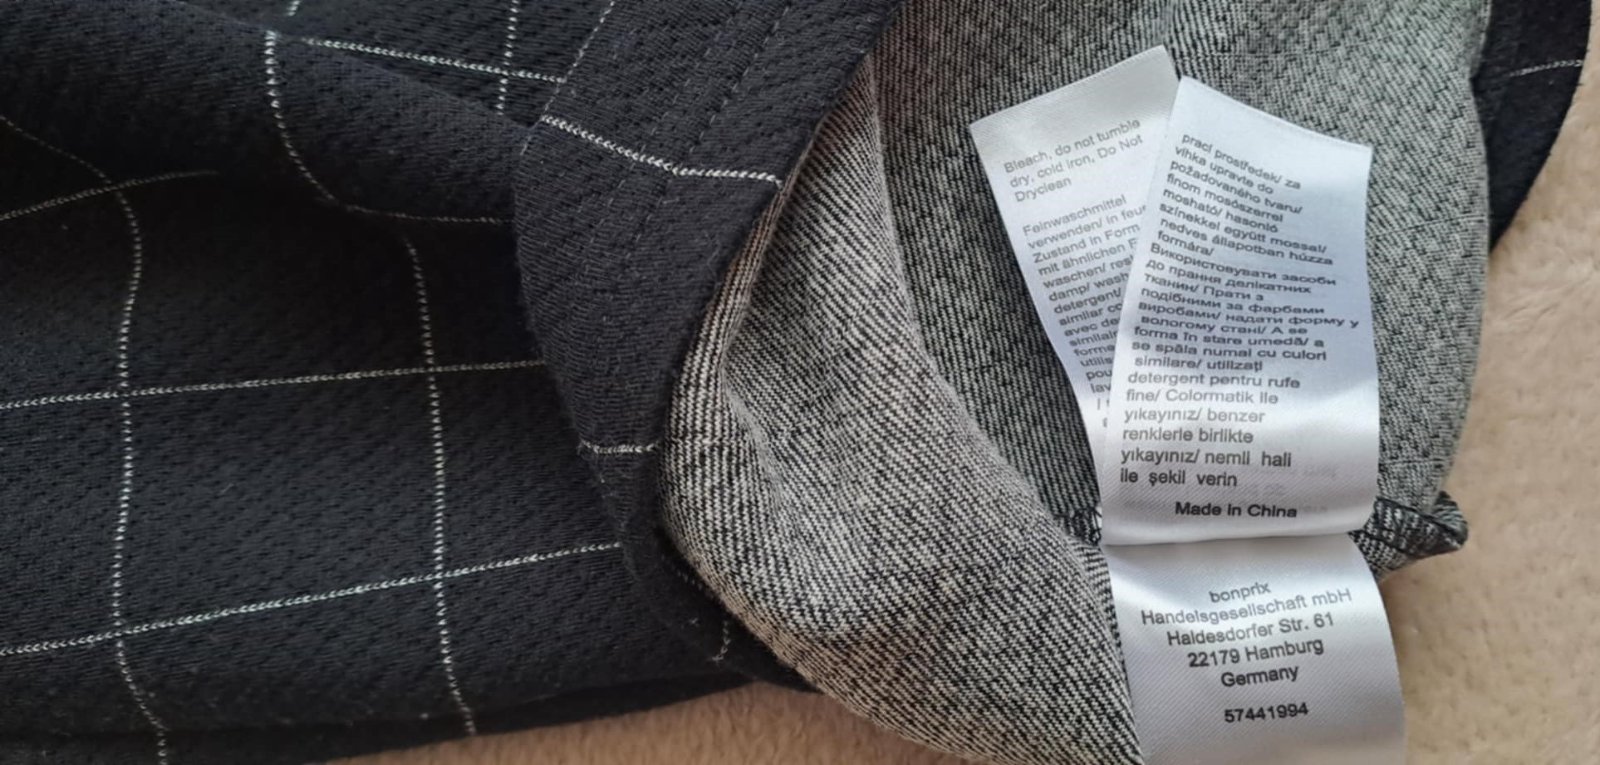 Bleach, do not tumble
dry, cold iron, Do Not
Dryclean
Feinwaschmittel
verwenden/ in
Zustand in Form
mit ähnlichen
waschen/
damp/ wash
detergent/
similar
avec
prací prostředek/ za
vlhka upravte do
požadovaného tvaru/
finom mosószerrel
mosható/ hasonló
színekkel együtt mossa!/
nedves állapotban húzza
formára/
Використовувати засоби
до прання делікатних
тканин/ Прати з
подібними за фарбами
виробами/ надати форму у
вологому стані/ A se
forma în stare umedă/ a
se spăla numai cu culori
similare/ utilizați
detergent pentru rufe
fine/ Colormatik ile
yıkayınız/ benzer
renklerle birlikte
yıkayınız/ nemli hali
ile şekil verin
Made in China
bonprix
Handelsgesellschaft mbH
Haldesdorfer Str. 61
22179 Hamburg
Germany
57441994